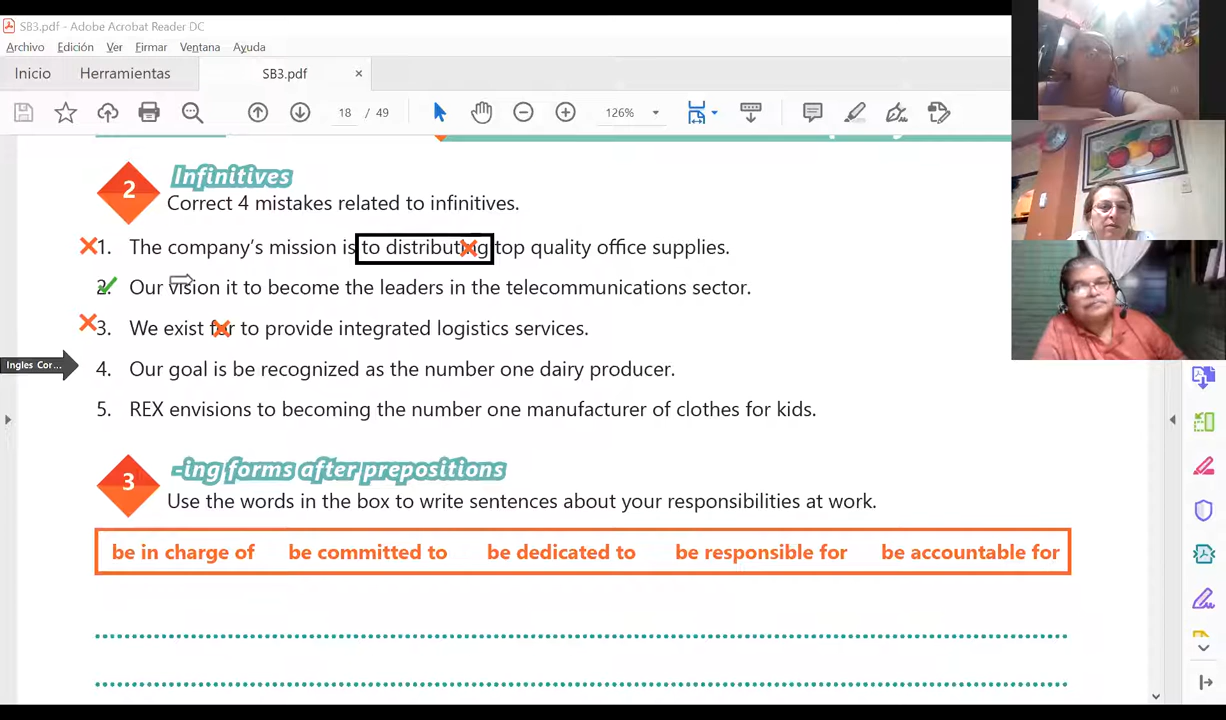 SB3.pdf - Adobe Acrobat Reader DC
Archivo Edición Ver Firmar Ventana Ayuda
Inicio Herramientas SB3.pdf ×
18 / 49 126%
2 Infinitives
Correct 4 mistakes related to infinitives.
1. The company's mission is to distributing top quality office supplies.
2. Our vision it to become the leaders in the telecommunications sector.
3. We exist for to provide integrated logistics services.
Ingles Cor...
4. Our goal is be recognized as the number one dairy producer.
5. REX envisions to becoming the number one manufacturer of clothes for kids.
3 -ing forms after prepositions
Use the words in the box to write sentences about your responsibilities at work.
be in charge of be committed to be dedicated to be responsible for be accountable for